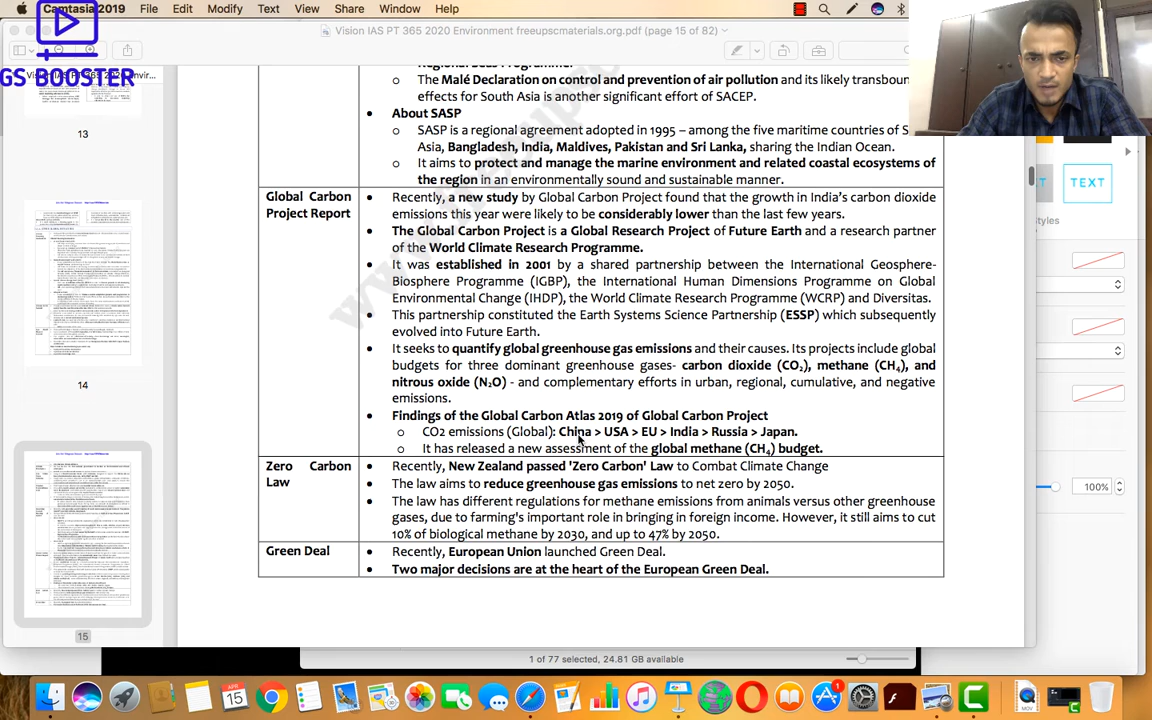 Camtasia 2019 File Edit Modify Text View Share Window Help
Vision IAS PT 365 2020 Environment freeupscmaterials.org.pdf (page 15 of 82)
GS BOOSTER
13
14
15
The Malé Declaration on control and prevention of air pollution and its likely transbou
effects for South Asia is another significant effort of SACEP.
About SASP
SASP is a regional agreement adopted in 1995 – among the five maritime countries of S
Asia, Bangladesh, India, Maldives, Pakistan and Sri Lanka, sharing the Indian Ocean.
It aims to protect and manage the marine environment and related coastal ecosystems of
the region in an environmentally sound and sustainable manner.
Global Carbon
Project Report
Recently, a new study by Global Carbon Project found that the growth in India's carbon dioxide
emissions this year were likely to be considerably lower than the last few years.
The Global Carbon Project is a Global Research Project of Future Earth and a research partner
of the World Climate Research Programme.
It was established in 2001 by a shared partnership between the International Geosphere-
Biosphere Programme (IGBP), the International Human Dimensions Programme on Global
Environmental Change (IHDP), the World Climate Research Programme (WCRP) and Diversitas.
This partnership constituted the Earth Systems Science Partnership (ESSP) which subsequently
evolved into Future Earth.
It seeks to quantify global greenhouse gas emissions and their causes. Its projects include global
budgets for three dominant greenhouse gases- carbon dioxide (CO₂), methane (CH₄), and
nitrous oxide (N₂O) - and complementary efforts in urban, regional, cumulative, and negative
emissions.
Findings of the Global Carbon Atlas 2019 of Global Carbon Project
CO2 emissions (Global): China > USA > EU > India > Russia > Japan.
It has released a new assessment of the global methane (CH₄) budget.
Zero Carbon
Law
Recently, New Zealand passed 'Zero Carbon' Law to Combat Climate Change
The law aims to cut greenhouse gas emissions to net zero by 2050.
The law has different regulations for methane emissions from animals versus other greenhouse
gases, due to farming's important role in bringing in foreign income. However, it still aims to cut
10% of biological methane by 2030, and up to 47% by 2050.
Green Deal
Recently, European Union launched Green Deal.
Two major decisions are at the heart of the European Green Deal.
TEXT
yles
100%
1 of 77 selected, 24.81 GB available